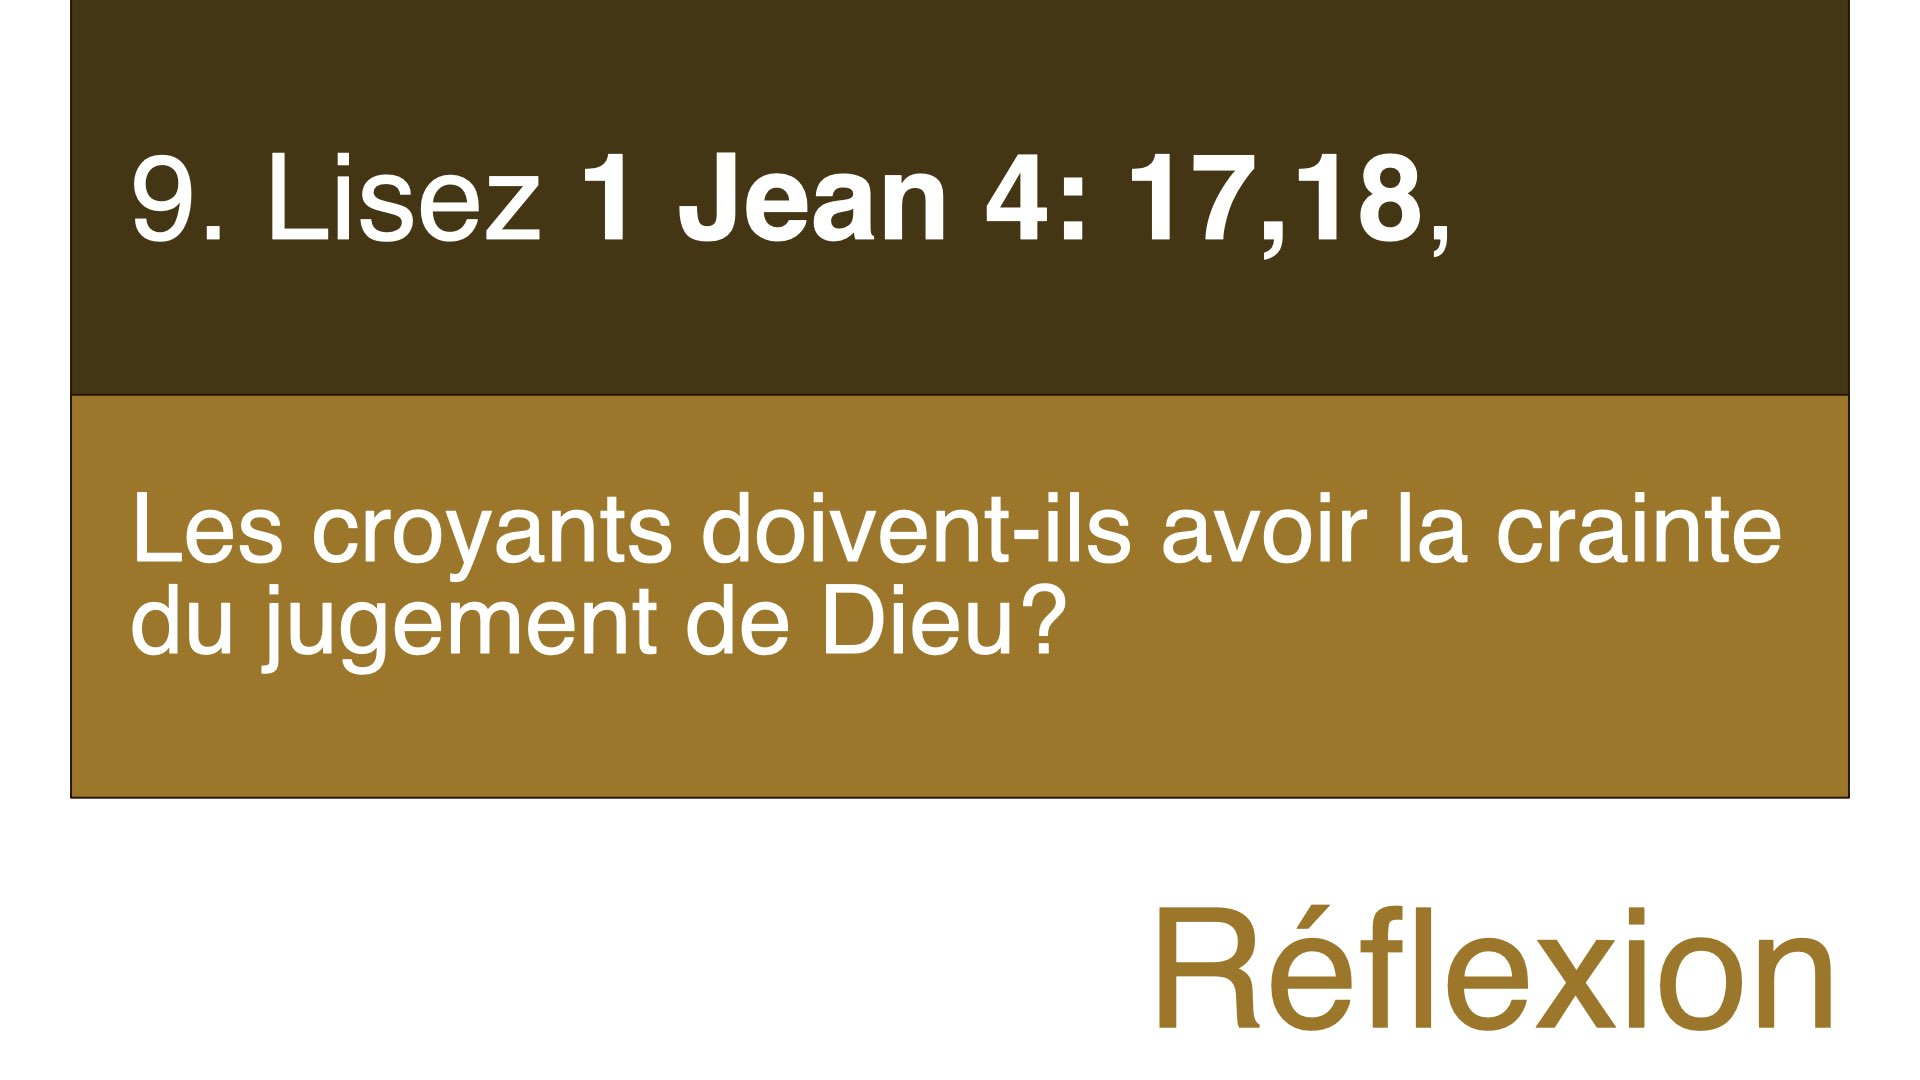 9. Lisez 1 Jean 4: 17,18,
Les croyants doivent-ils avoir la crainte
du jugement de Dieu?
Réflexion